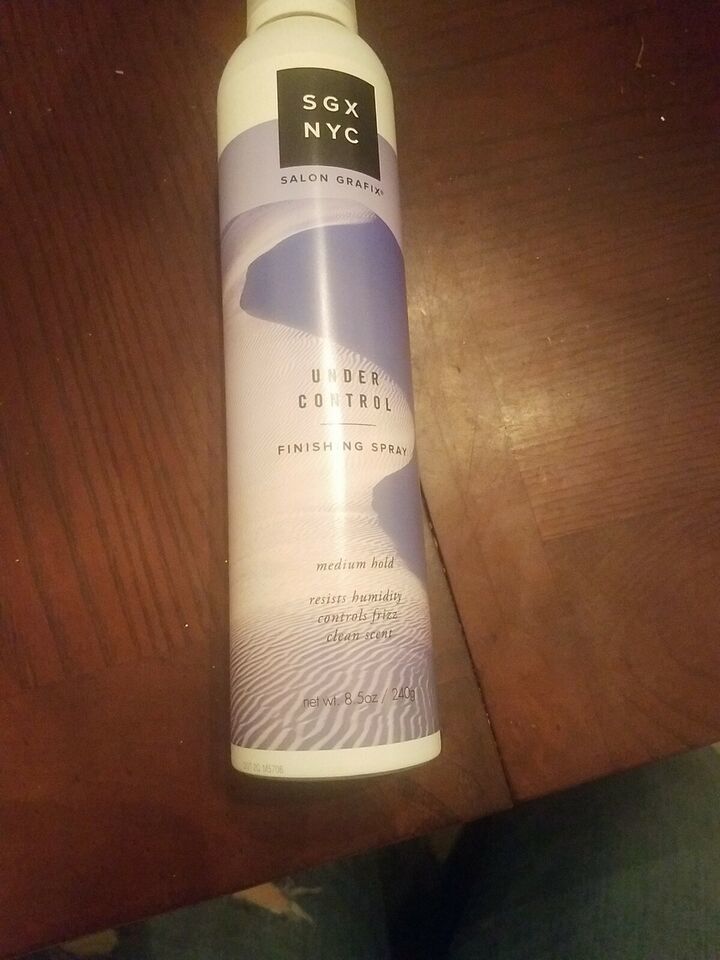 SGX
NYC
SALON GRAFIX®
UNDER
CONTROL
FINISHING SPRAY
medium hold
resists humidity
controls frizz
clean scent
net wt. 8.5oz / 240g